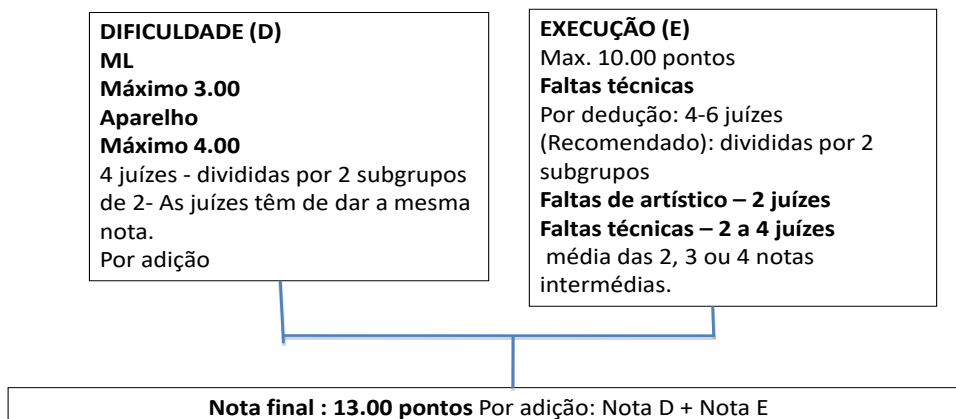 DIFICULDADE (D)
ML
Máximo 3.00
Aparelho
Máximo 4.00
4 juízes - divididas por 2 subgrupos
de 2- As juízes têm de dar a mesma
nota.
Por adição
EXECUÇÃO (E)
Max. 10.00 pontos
Faltas técnicas
Por dedução: 4-6 juízes
(Recomendado): divididas por 2
subgrupos
Faltas de artístico – 2 juízes
Faltas técnicas – 2 a 4 juízes
média das 2, 3 ou 4 notas
intermédias.
Nota final : 13.00 pontos Por adição: Nota D + Nota E